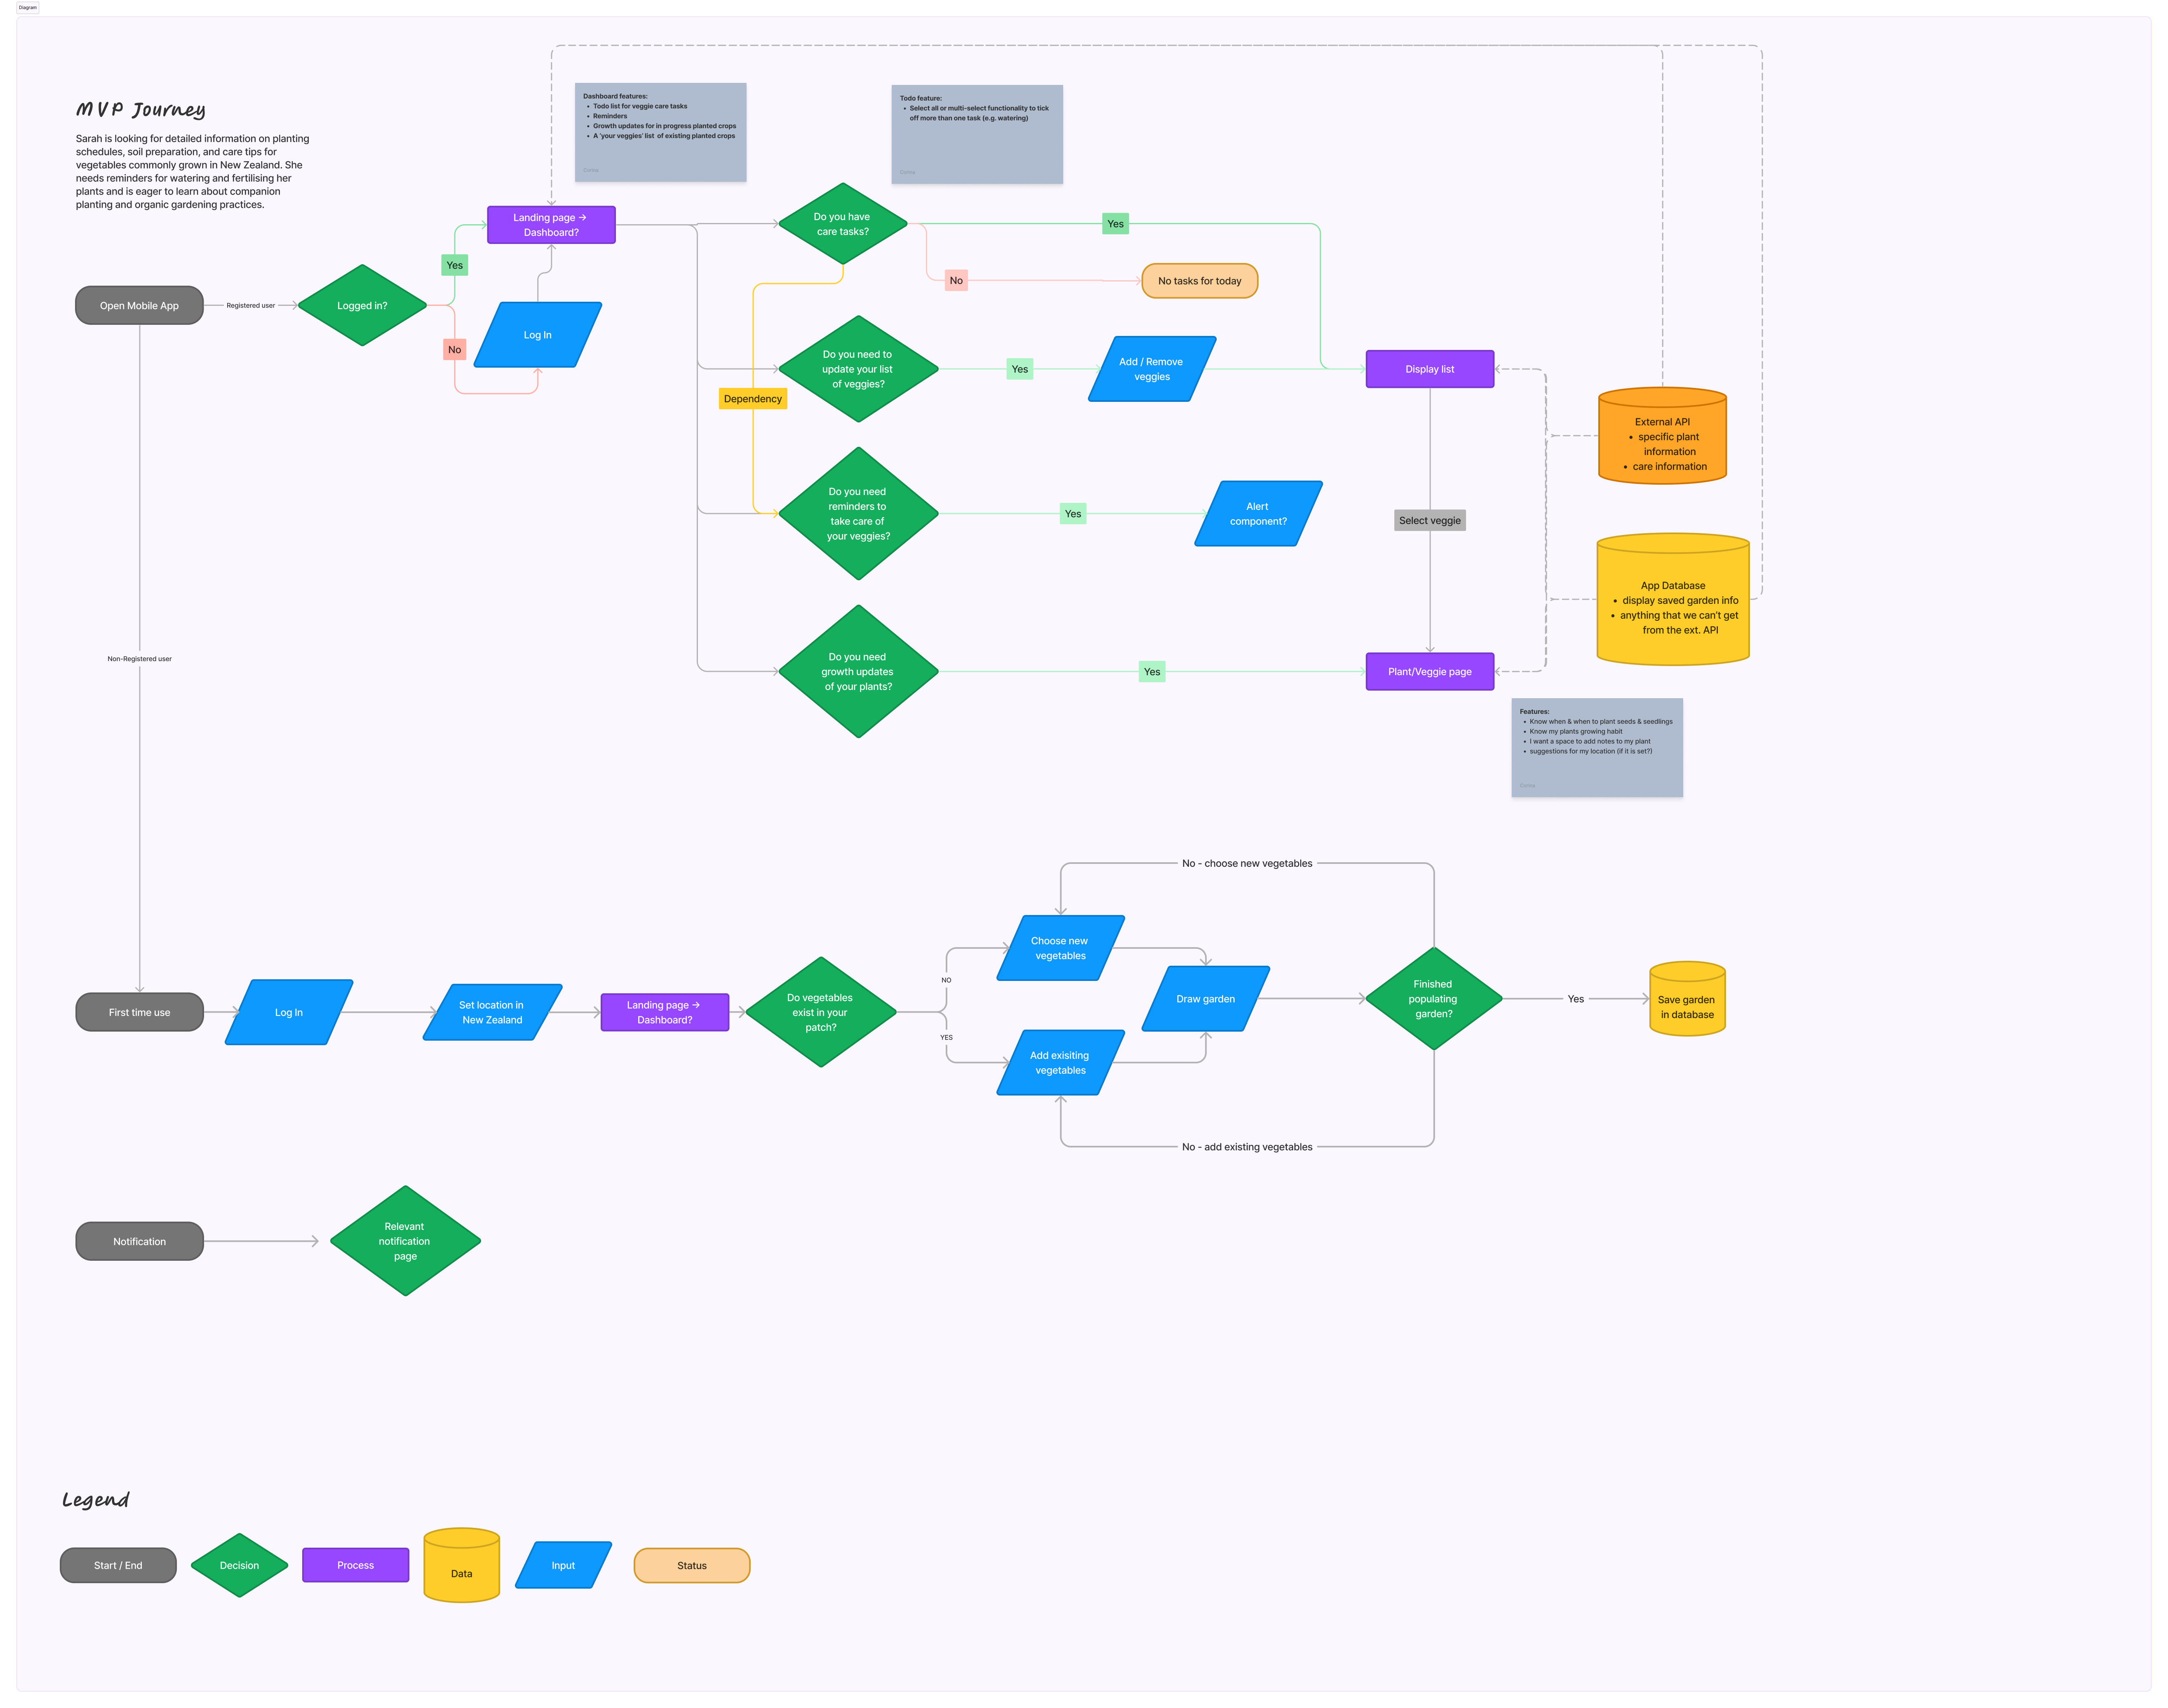 Diagram
MVP Journey
Sarah is looking for detailed information on planting
schedules, soil preparation, and care tips for
vegetables commonly grown in New Zealand. She
needs reminders for watering and fertilising her
plants and is eager to learn about companion
planting and organic gardening practices.
Dashboard features:
• Todo list for veggie care tasks
• Reminders
• Growth updates for in progress planted crops
• A 'your veggies' list of existing planted crops
Todo feature:
• Select all or multi-select functionality to tick
off more than one task (e.g. watering)
Open Mobile App
Registered user
Logged in?
Yes
No
Log In
Landing page →
Dashboard?
Do you have
care tasks?
Yes
No
No tasks for today
Do you need to
update your list
of veggies?
Yes
Add / Remove
veggies
Display list
Dependency
Do you need
reminders to
take care of
your veggies?
Yes
Alert
component?
Select veggie
Do you need
growth updates
of your plants?
Yes
Plant/Veggie page
External API
• specific plant
information
• care information
App Database
• display saved garden info
• anything that we can't get
from the ext. API
Features:
• Know when & when to plant seeds & seedlings
• Know my plants growing habit
• I want a space to add notes to my plant
• suggestions for my location (if it is set?)
Non-Registered user
First time use
Log In
Set location in
New Zealand
Landing page →
Dashboard?
Do vegetables
exist in your
patch?
NO
YES
Choose new
vegetables
Add exisiting
vegetables
Draw garden
No - choose new vegetables
Finished
populating
garden?
No - add existing vegetables
Yes
Save garden
in database
Notification
Relevant
notification
page
Legend
Start / End
Decision
Process
Data
Input
Status